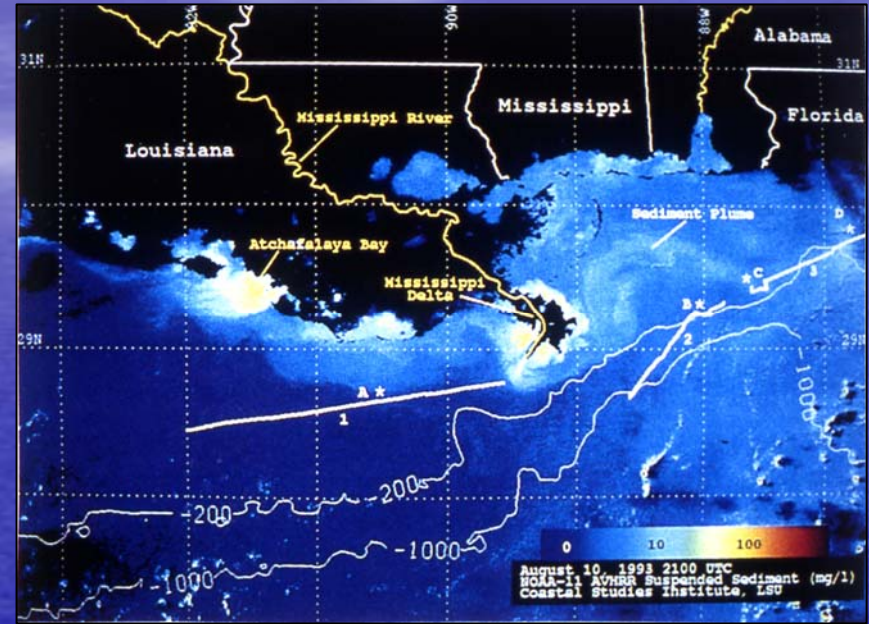 92W
90W
88W
Alabama
31N
31N
Mississippi
Florida
Mississippi River
Louisiana
Sediment Plume
D
Atchafalaya Bay
C
3
Mississippi
Delta
B
29N
29N
2
A
1
-1000
-200
-200
-1000
-1000
0 10 100
August 10, 1993 2100 UTC
NOAA-11 AVHRR Suspended Sediment (mg/l)
Coastal Studies Institute, LSU